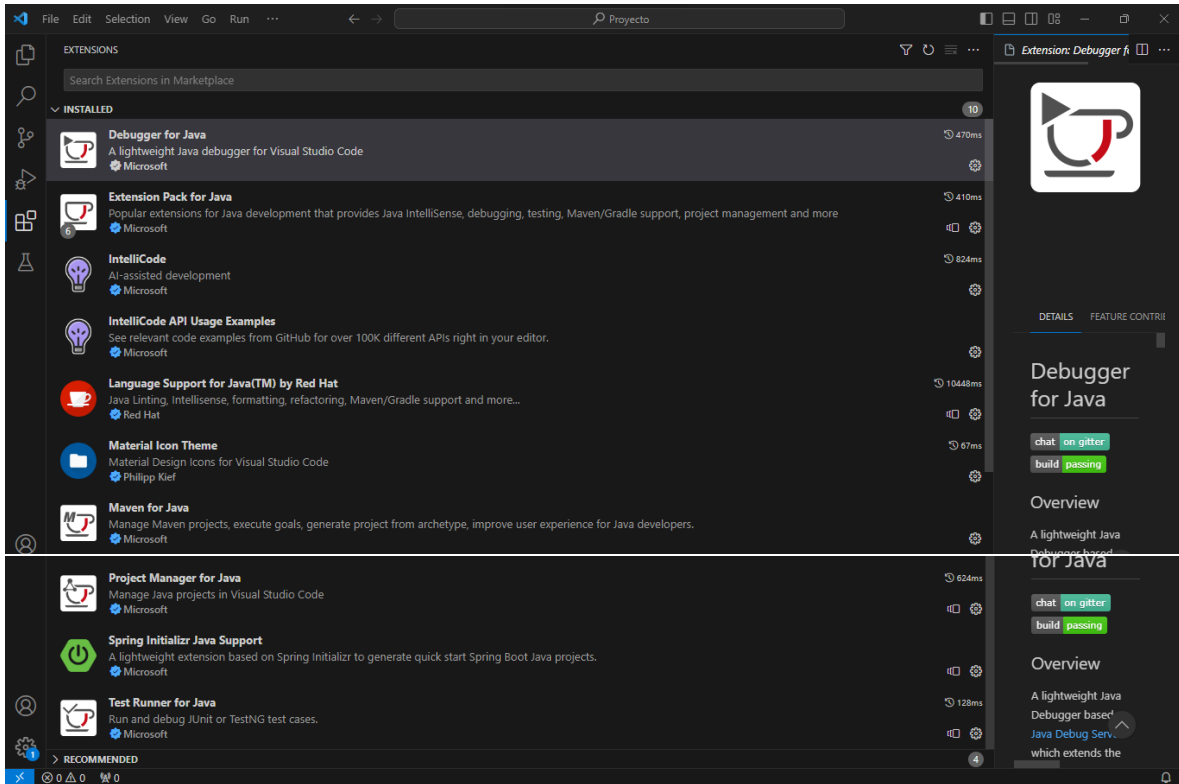 File Edit Selection View Go Run ··· Proyecto
EXTENSIONS
Search Extensions in Marketplace
INSTALLED 10
Debugger for Java 470ms
A lightweight Java debugger for Visual Studio Code
Microsoft
Extension Pack for Java 410ms
Popular extensions for Java development that provides Java IntelliSense, debugging, testing, Maven/Gradle support, project management and more
6 Microsoft
IntelliCode 824ms
AI-assisted development
Microsoft
IntelliCode API Usage Examples
See relevant code examples from GitHub for over 100K different APIs right in your editor.
Microsoft
Language Support for Java(TM) by Red Hat 10448ms
Java Linting, Intellisense, formatting, refactoring, Maven/Gradle support and more...
Red Hat
Material Icon Theme 67ms
Material Design Icons for Visual Studio Code
Philipp Kief
Maven for Java
Manage Maven projects, execute goals, generate project from archetype, improve user experience for Java developers.
Microsoft
Project Manager for Java 624ms
Manage Java projects in Visual Studio Code
Microsoft
Spring Initializr Java Support
A lightweight extension based on Spring Initializr to generate quick start Spring Boot Java projects.
Microsoft
Test Runner for Java 128ms
Run and debug JUnit or TestNG test cases.
Microsoft
RECOMMENDED 4
1
0 0 0
Extension: Debugger fo
DETAILS FEATURE CONTRIB
Debugger
for Java
chat on gitter
build passing
Overview
A lightweight Java
Debugger based
for Java
chat on gitter
build passing
Overview
A lightweight Java
Debugger based
Java Debug Serv
which extends the